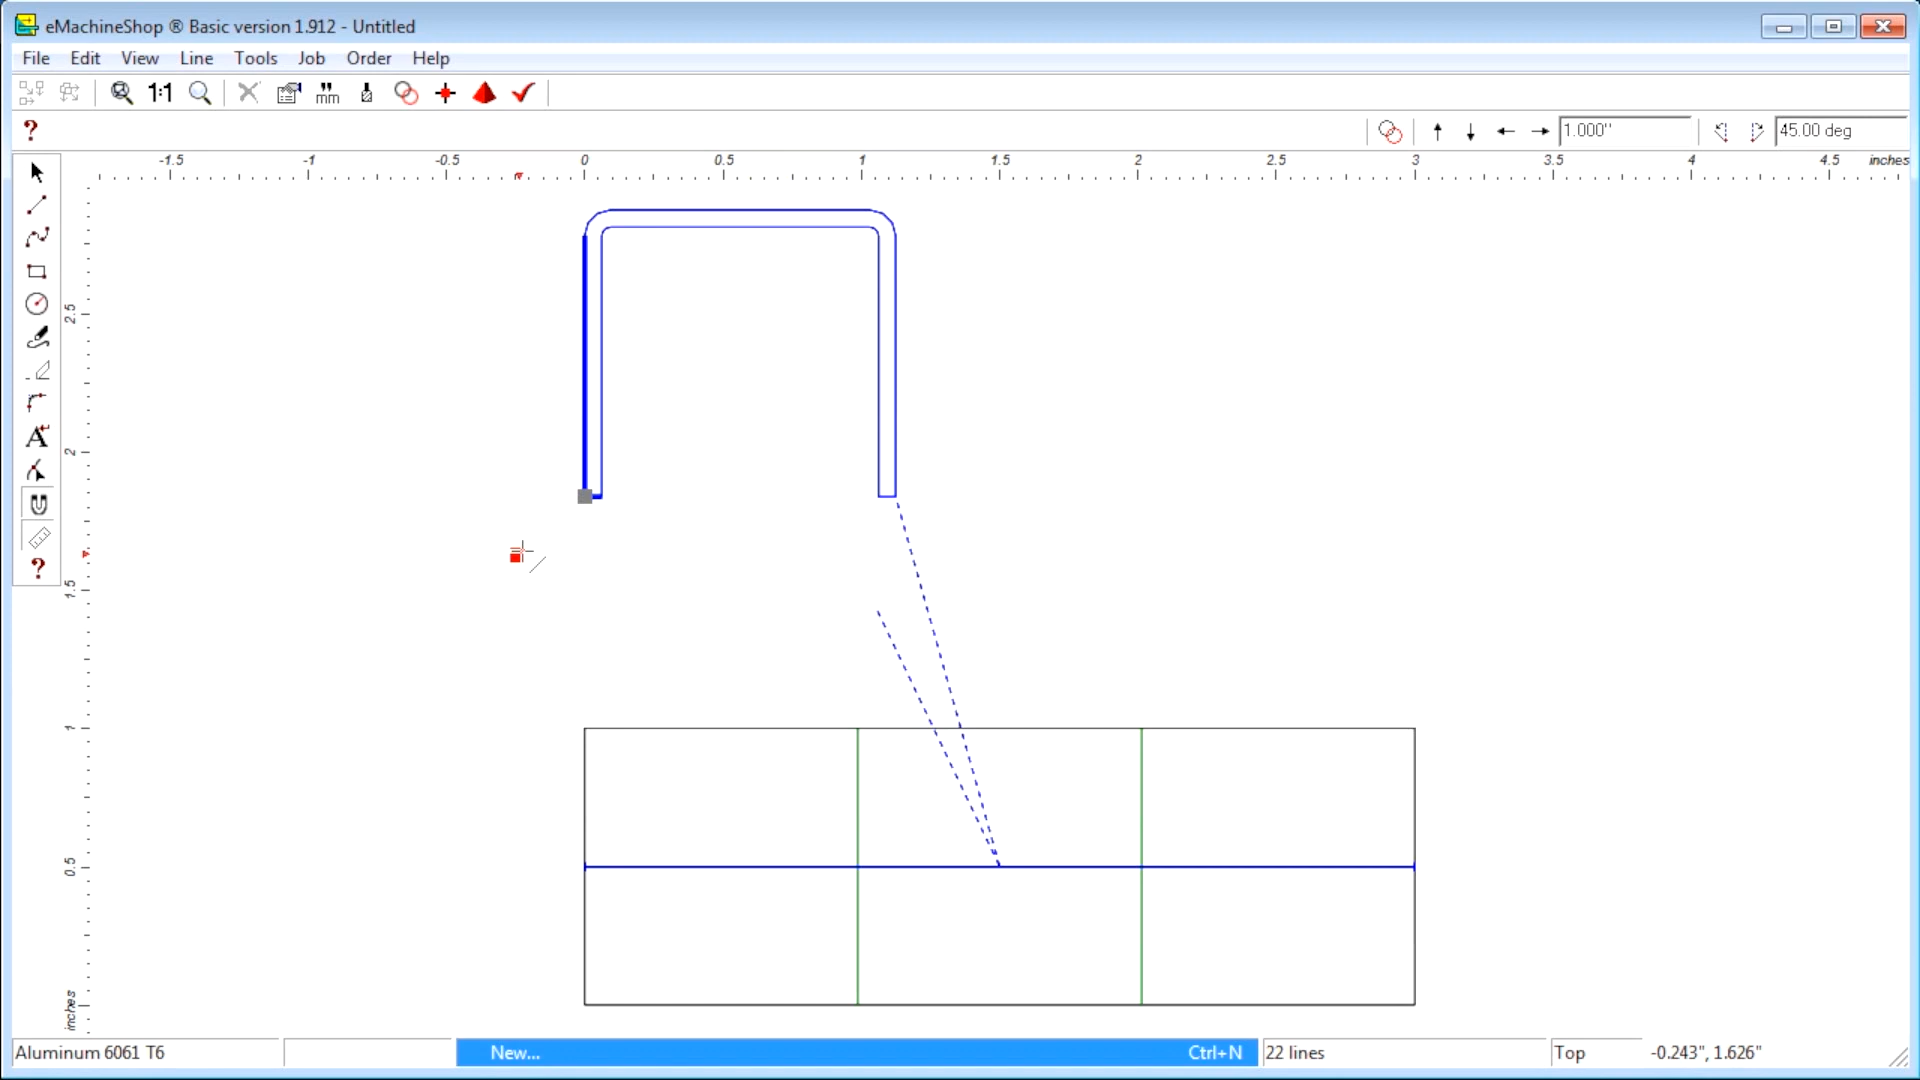 eMachineShop ® Basic version 1.912 - Untitled
File Edit View Line Tools Job Order Help
1:1 mm
? 1.000" 45.00 deg
-1.5 -1 -0.5 0 0.5 1 1.5 2 2.5 3 3.5 4 4.5 inches
2.5
A
2
?
1.5
1
0.5
inches
Aluminum 6061 T6 New... Ctrl+N 22 lines Top -0.243", 1.626"